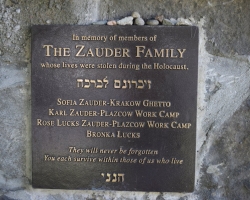 In memory of members of
THE ZAUDER FAMILY
whose lives were stolen during the Holocaust.
זיכרונם לברכה
SOFIA ZAUDER-KRAKOW GHETTO
KARL ZAUDER-PLAZCOW WORK CAMP
ROSE LUCKS ZAUDER-PLAZCOW WORK CAMP
BRONKA LUCKS
They will never be forgotten
You each survive within those of us who live
הנני